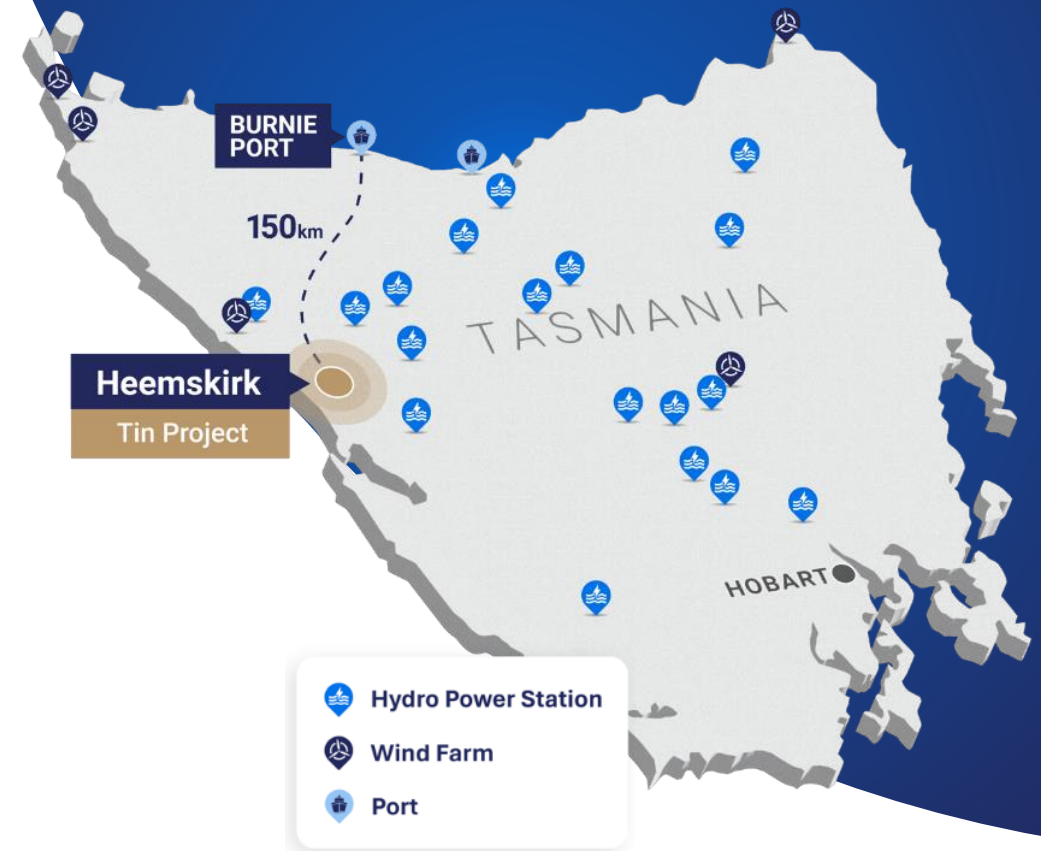 BURNIE
PORT
150km
TASMANIA
Heemskirk
Tin Project
HOBART
Hydro Power Station
Wind Farm
Port